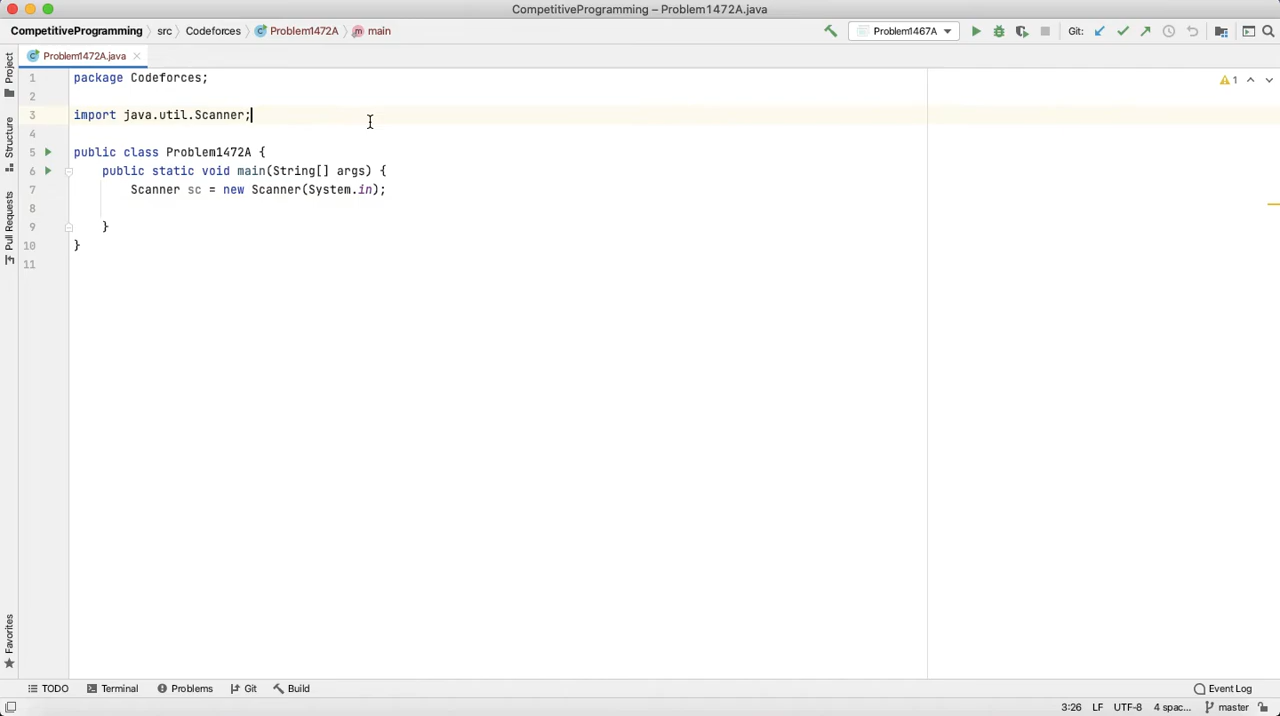 CompetitiveProgramming – Problem1472A.java
CompetitiveProgramming src Codeforces Problem1472A main
Problem1467A Git:
Problem1472A.java
Project
Structure
Pull Requests
Favorites
1 package Codeforces;
2
3 import java.util.Scanner;
4
5 public class Problem1472A {
6 public static void main(String[] args) {
7 Scanner sc = new Scanner(System.in);
8
9 }
10 }
11
1
TODO Terminal Problems Git Build Event Log
3:26 LF UTF-8 4 spac... master